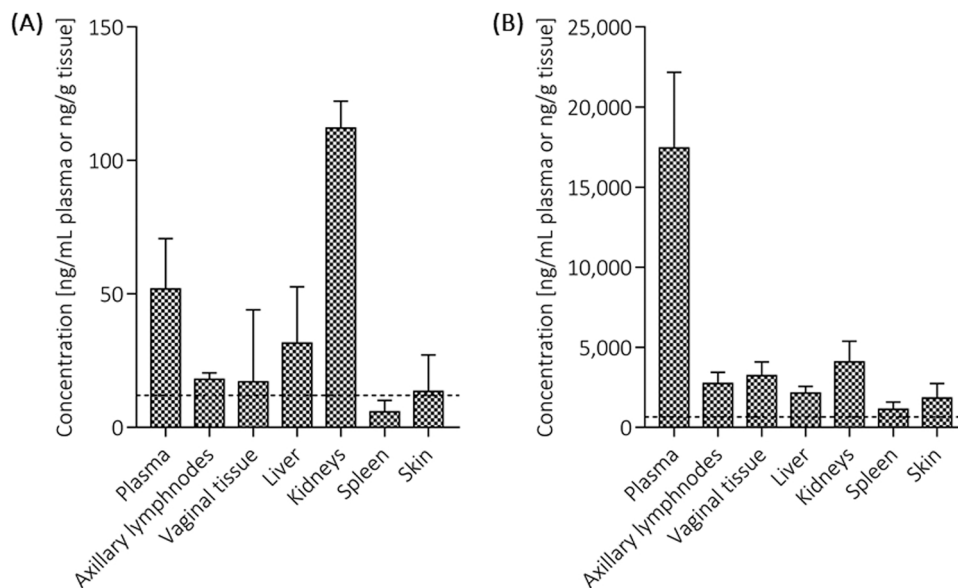 (A)
Concentration [ng/mL plasma or ng/g tissue]
150
100
50
0
Plasma
Axillary lymphnodes
Vaginal tissue
Liver
Kidneys
Spleen
Skin
(B)
Concentration [ng/mL plasma or ng/g tissue]
25,000
20,000
15,000
10,000
5,000
0
Plasma
Axillary lymphnodes
Vaginal tissue
Liver
Kidneys
Spleen
Skin